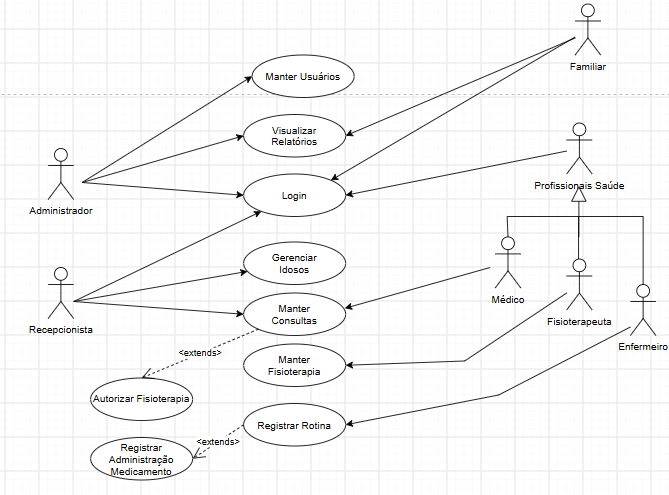 Familiar
Manter Usuários
Visualizar
Relatórios
Profissionais Saúde
Login
Administrador
Gerenciar
Idosos
Médico
Manter
Consultas
Fisioterapeuta
Recepcionista
Enfermeiro
<extends>
Manter
Fisioterapia
Autorizar Fisioterapia
Registrar Rotina
<extends>
Registrar
Administração
Medicamento